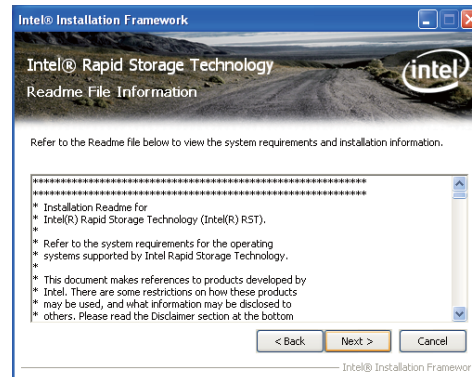 Intel® Installation Framework
Intel® Rapid Storage Technology
Readme File Information
intel
Refer to the Readme file below to view the system requirements and installation information.
******************************************************************
******************************************************************
* Installation Readme for
* Intel(R) Rapid Storage Technology (Intel(R) RST).
*
* Refer to the system requirements for the operating
* systems supported by Intel Rapid Storage Technology.
*
* This document makes references to products developed by
* Intel. There are some restrictions on how these products
* may be used, and what information may be disclosed to
* others. Please read the Disclaimer section at the bottom
< Back Next > Cancel
Intel® Installation Framewor